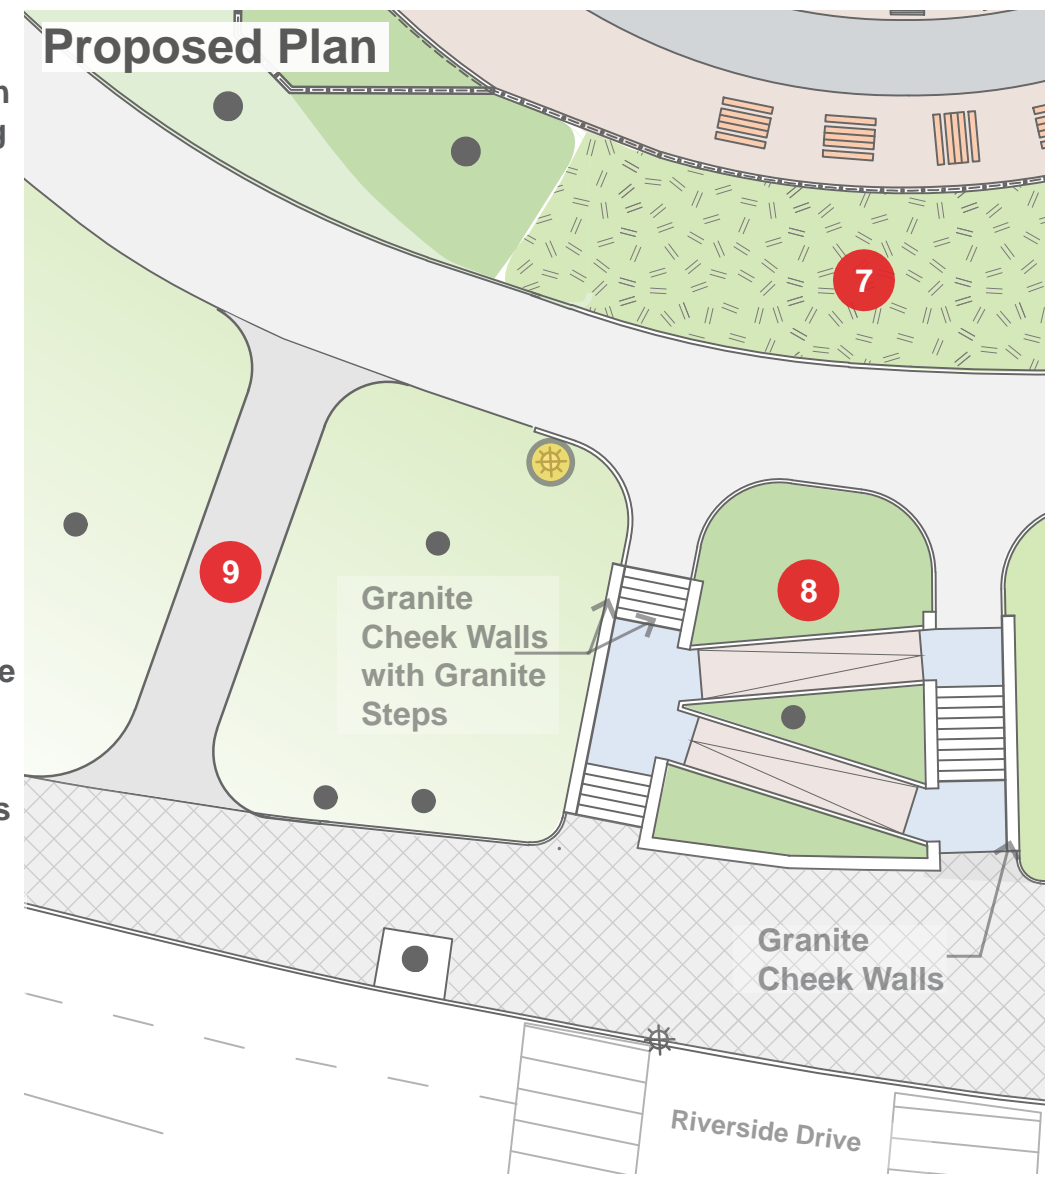 Proposed Plan
n
g
7
9
8
Granite
Cheek Walls
with Granite
Steps
e
s
Granite
Cheek Walls
Riverside Drive